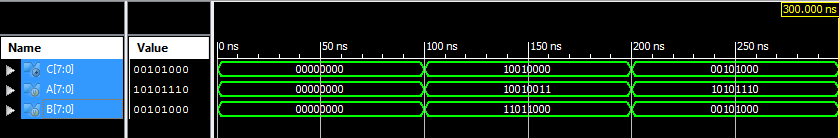 300.000 ns
Name Value 0 ns 50 ns 100 ns 150 ns 200 ns 250 ns
C[7:0] 00101000 00000000 10010000 00101000
A[7:0] 10101110 00000000 10010011 10101110
B[7:0] 00101000 00000000 11011000 00101000